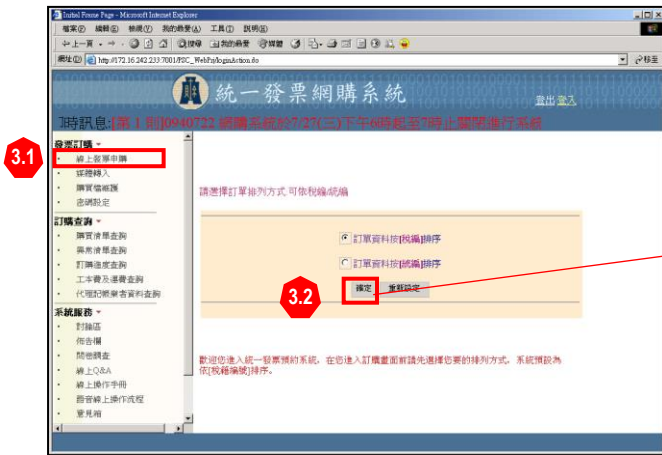 Initial Frame Page - Microsoft Internet Explorer
檔案(F) 編輯(E) 檢視(V) 我的最愛(A) 工具(T) 說明(H)
上一頁 搜尋 我的最愛 媒體
網址(D) http://172.16.242.233:7001/PSC_WebPrj/loginAction.do 移至
統一發票網購系統
登出 登入
時訊息:[第 1 則]0940722 網購系統於7/27(三)下午6時起至7時止關閉進行系統
3.1
發票訂購
線上發票申購
媒體轉入
購買檔維護
密碼設定
訂購查詢
購買清單查詢
異常清單查詢
訂購進度查詢
工本費及運費查詢
代理記帳業者資料查詢
系統服務
討論區
佈告欄
問卷調查
線上Q&A
線上操作手冊
語音線上操作流程
意見箱
請選擇訂單排列方式 可依稅編/統編
訂單資料按[稅編]排序
訂單資料按[統編]排序
3.2
確定 重新設定
歡迎您進入統一發票預約系統，在您進入訂購畫面前請先選擇您要的排列方式，系統預設為
依[稅籍編號]排序。